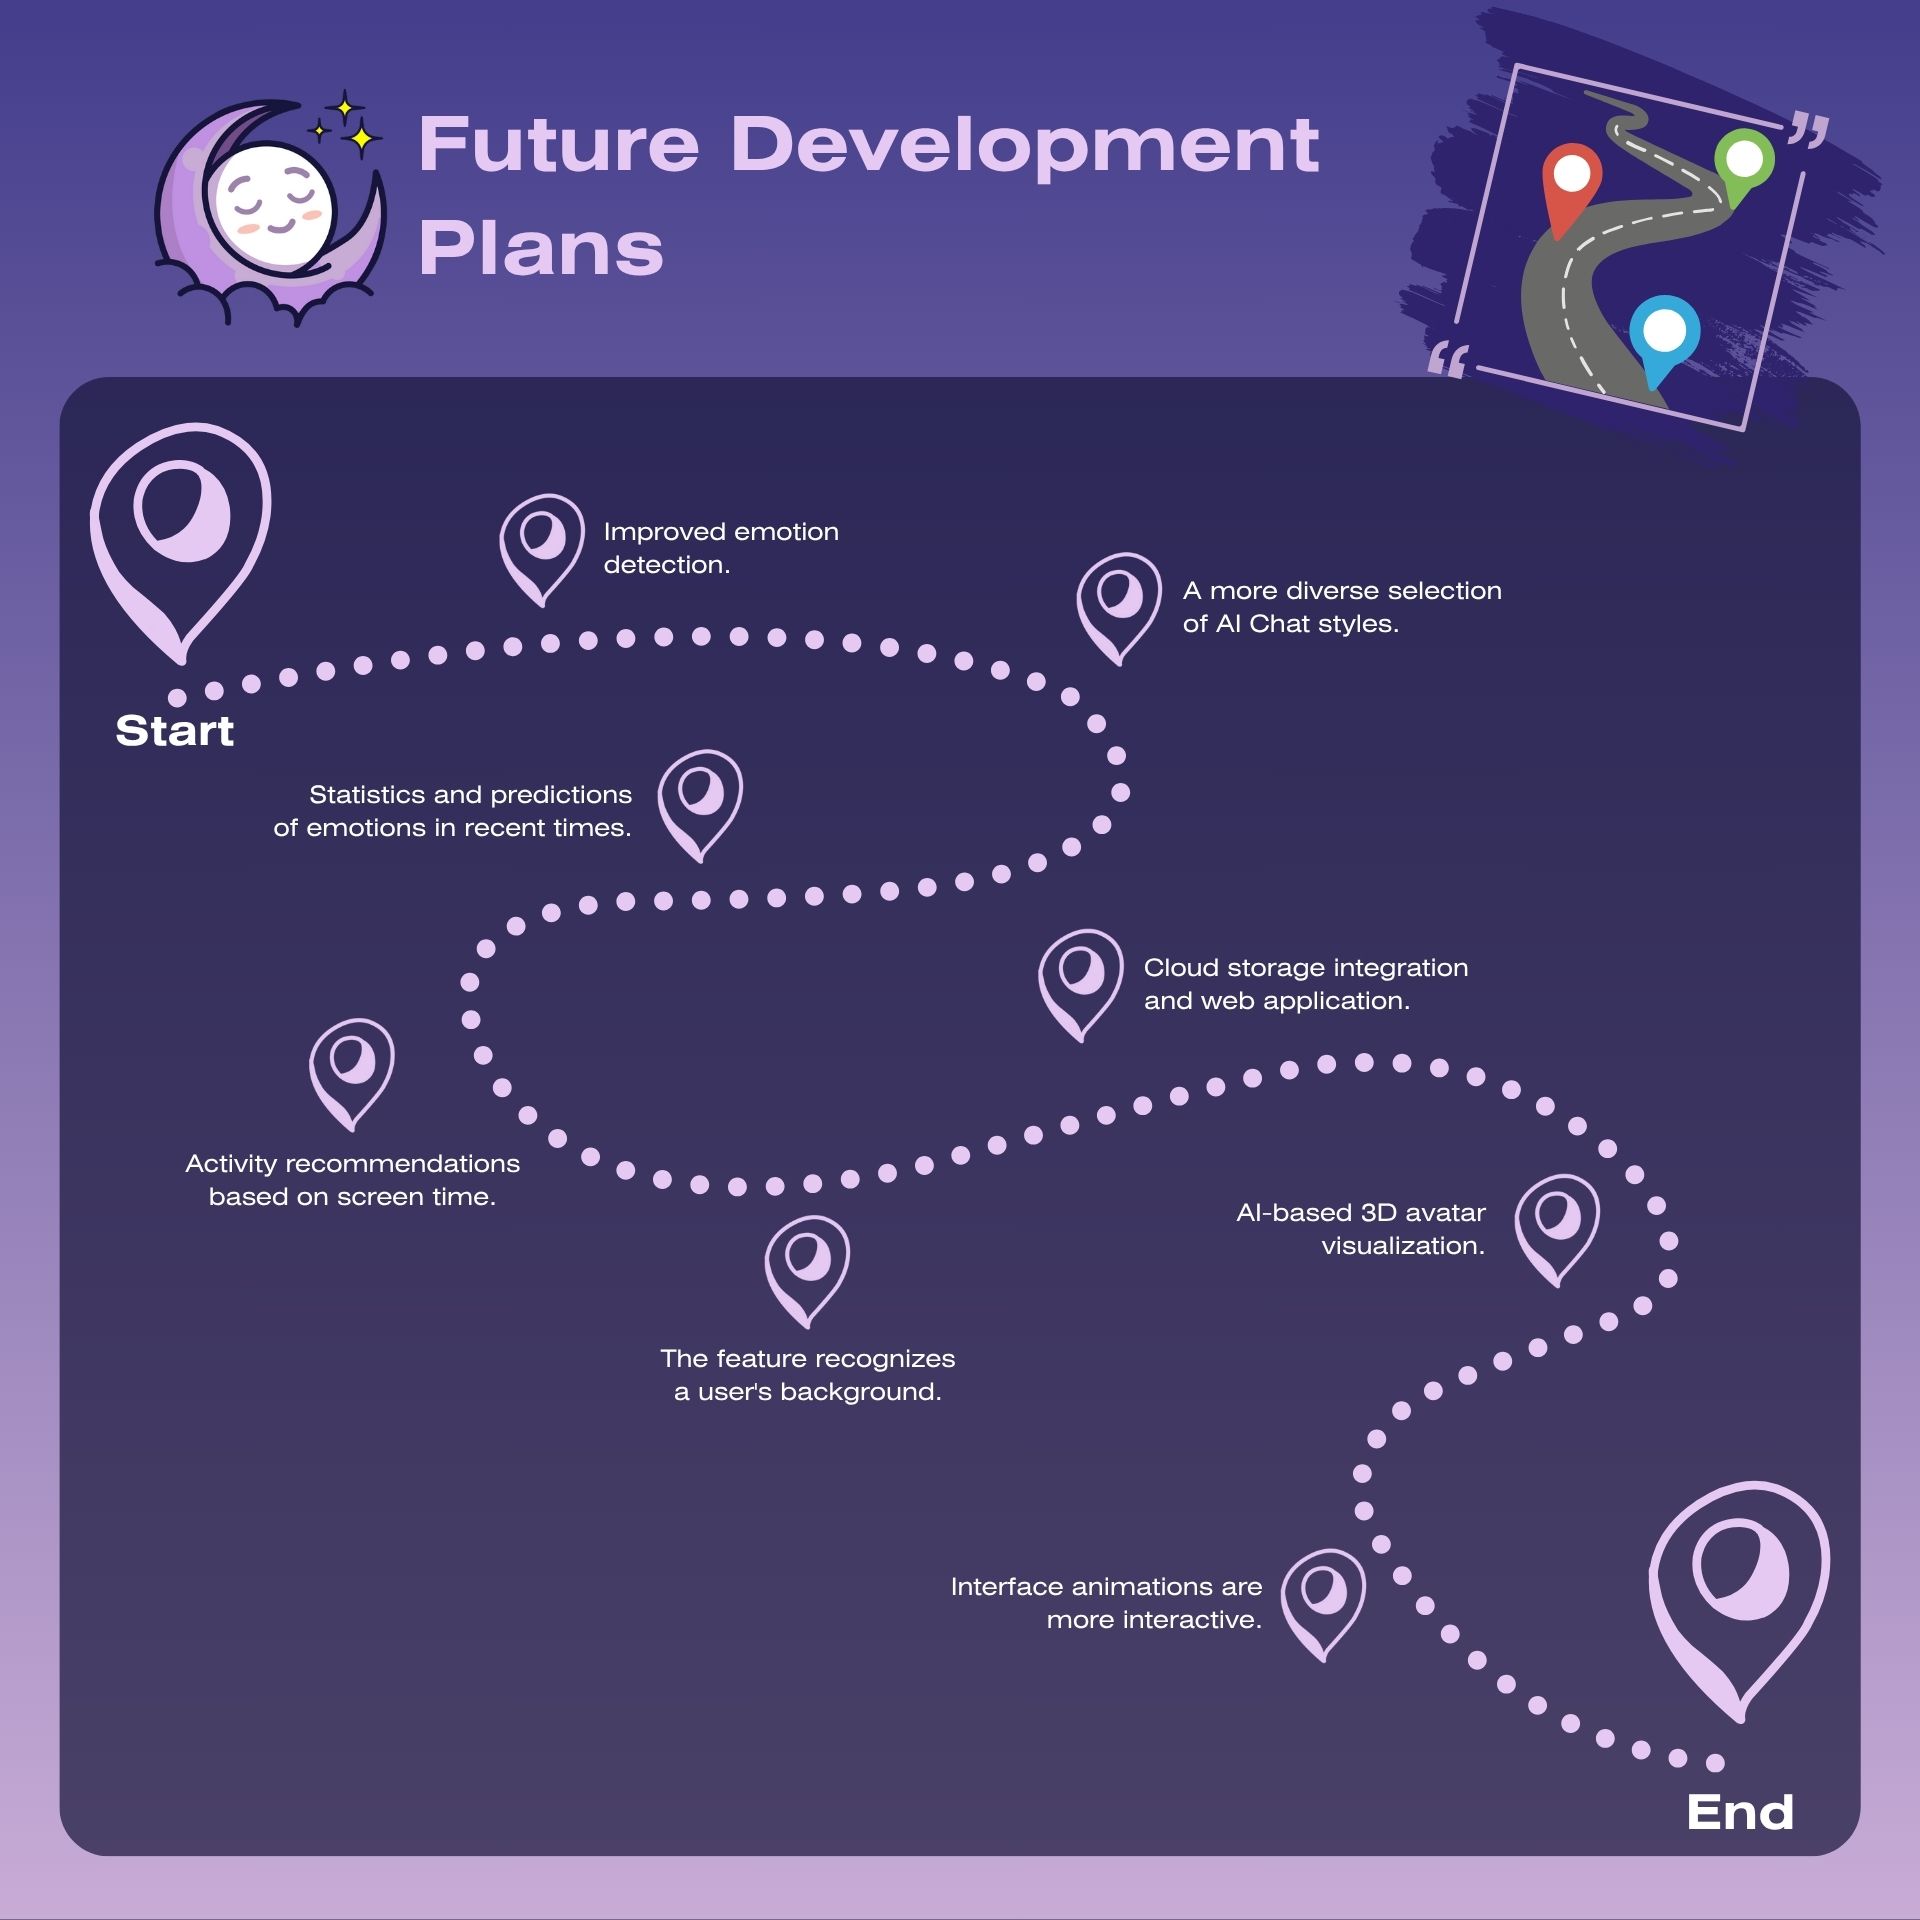 Future Development
Plans
Improved emotion
detection.
A more diverse selection
of AI Chat styles.
Start
Statistics and predictions
of emotions in recent times.
Cloud storage integration
and web application.
Activity recommendations
based on screen time.
AI-based 3D avatar
visualization.
The feature recognizes
a user's background.
Interface animations are
more interactive.
End